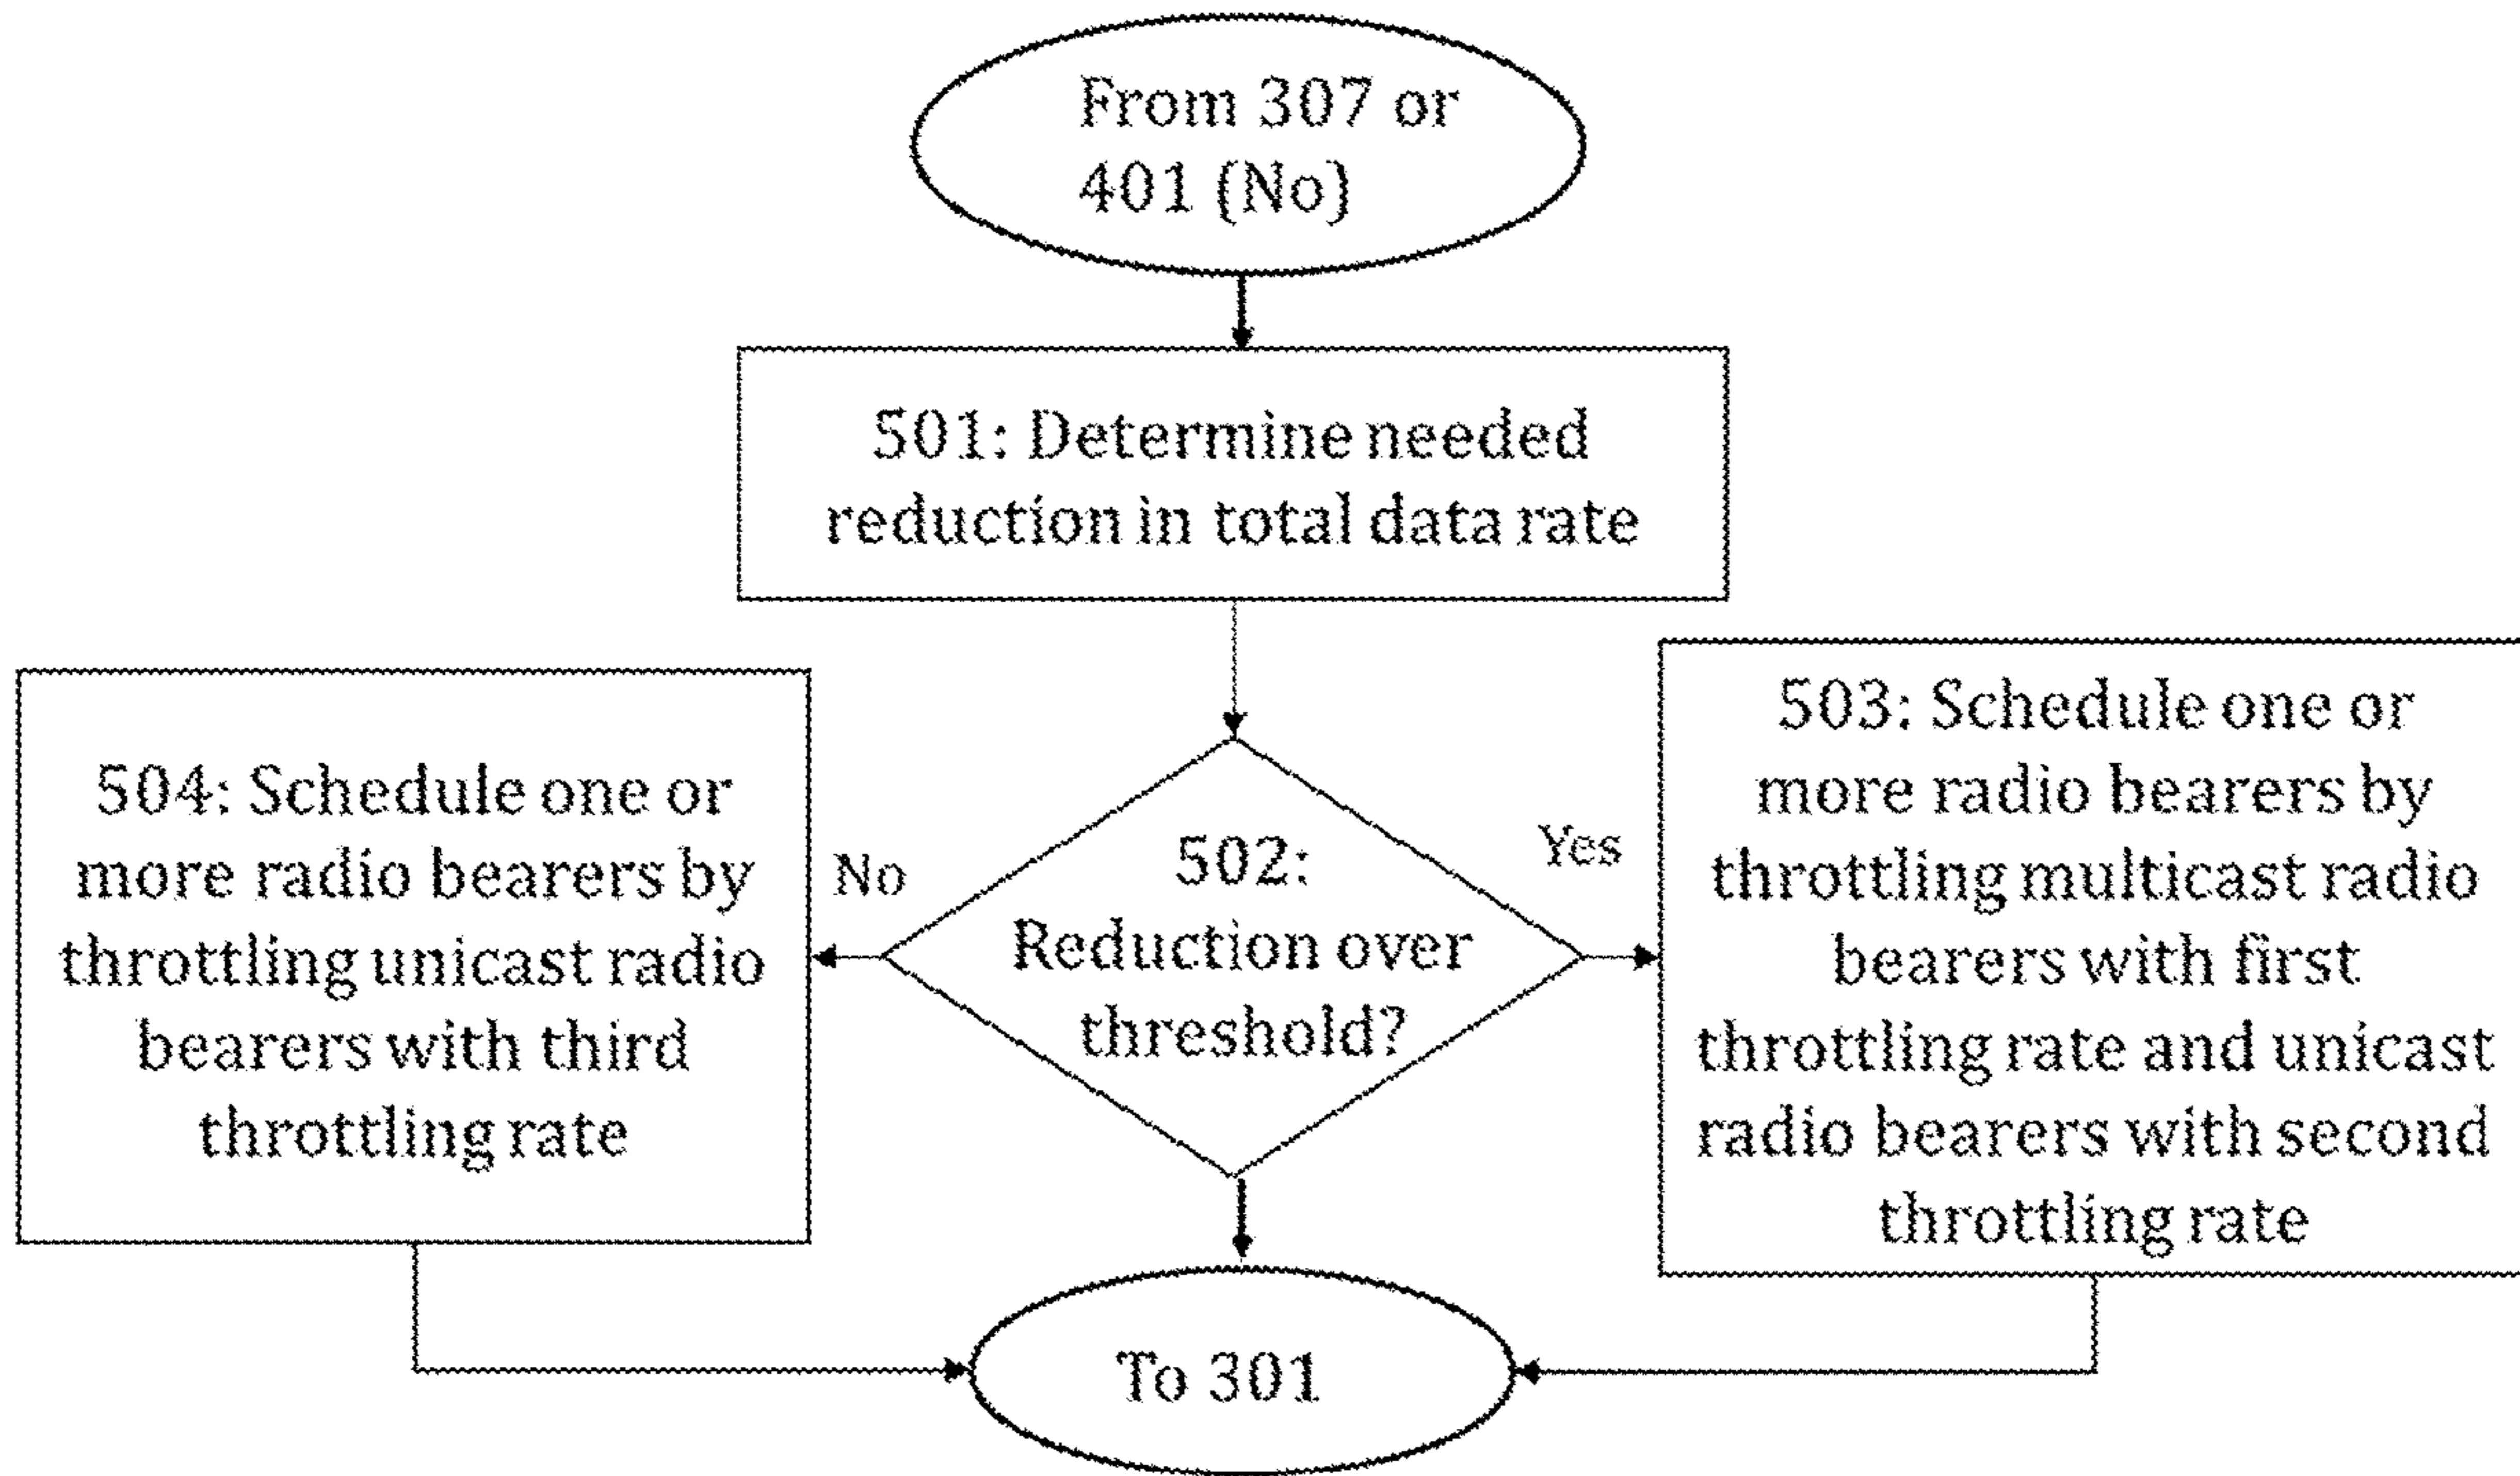 From 307 or
401 (No)
501: Determine needed
reduction in total data rate
504: Schedule one or
more radio bearers by
throttling unicast radio
bearers with third
throttling rate
No
502:
Reduction over
threshold?
Yes
503: Schedule one or
more radio bearers by
throttling multicast radio
bearers with first
throttling rate and unicast
radio bearers with second
throttling rate
To 301